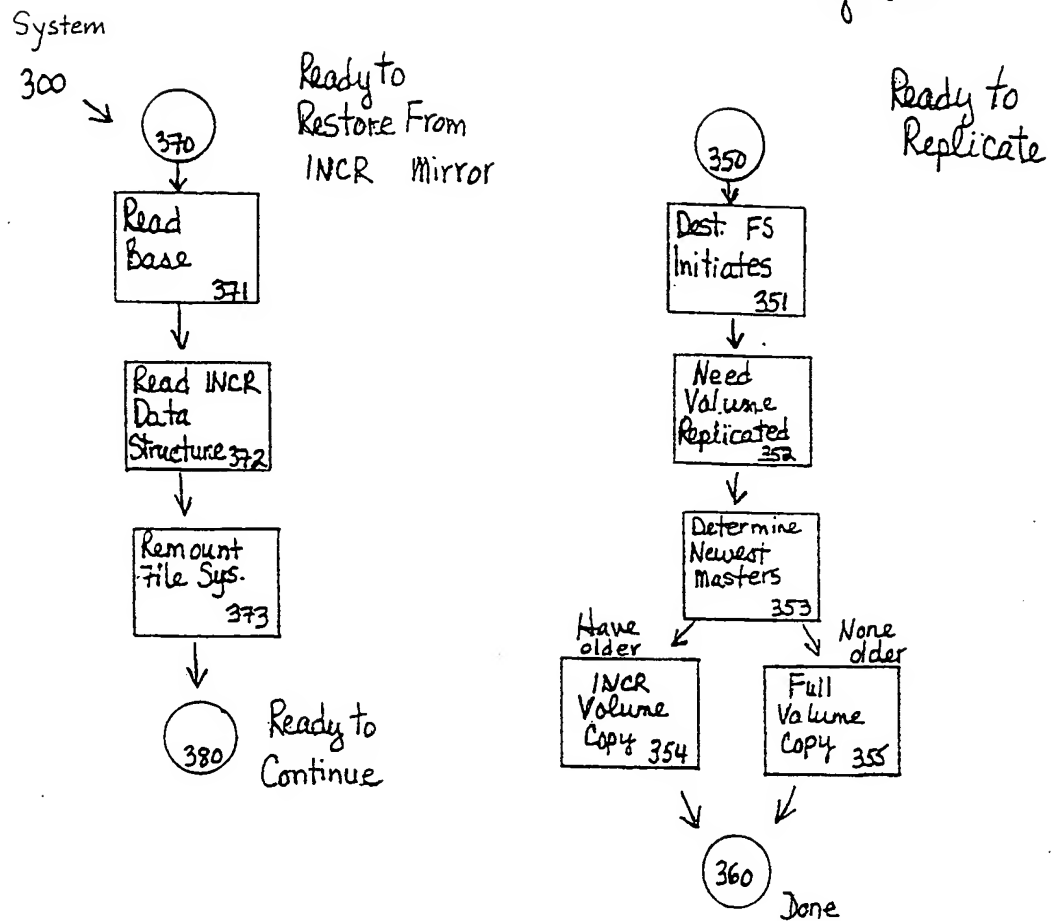 System
300
370
Ready to
Restore From
INCR Mirror
Read
Base
371
Read INCR
Data
Structure 372
Remount
File Sys.
373
380
Ready to
Continue
Ready to
Replicate
350
Dest. FS
Initiates
351
Need
Volume
Replicated
352
Determine
Newest
Masters
353
Have
older
None
older
INCR
Volume
Copy 354
Full
Volume
Copy 355
360
Done